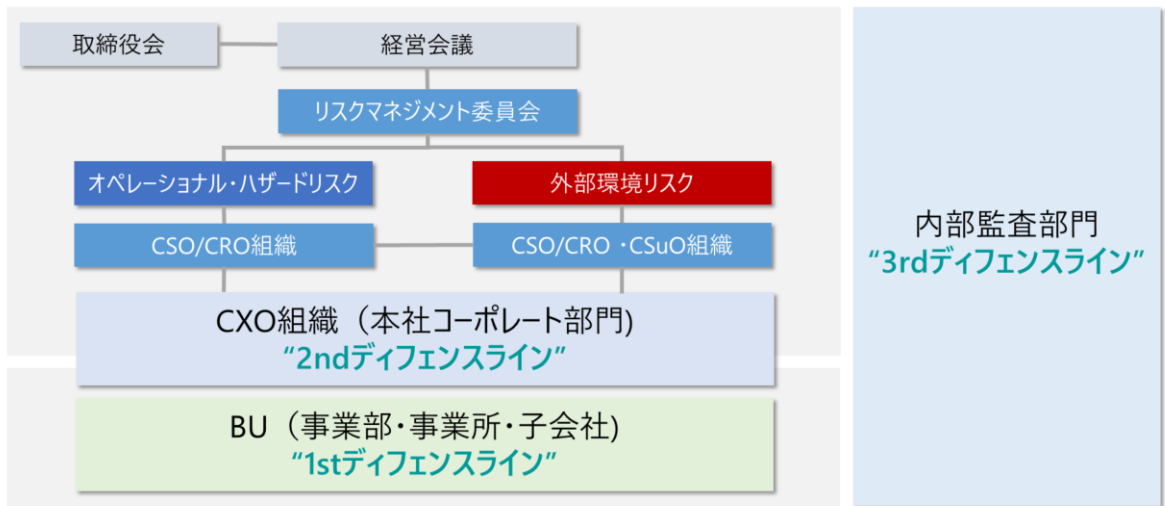 取締役会
経営会議
リスクマネジメント委員会
オペレーショナル・ハザードリスク
外部環境リスク
CSO/CRO組織
CSO/CRO ・CSuO組織
CXO組織（本社コーポレート部門)
“2ndディフェンスライン”
BU（事業部・事業所・子会社)
“1stディフェンスライン”
内部監査部門
“3rdディフェンスライン”